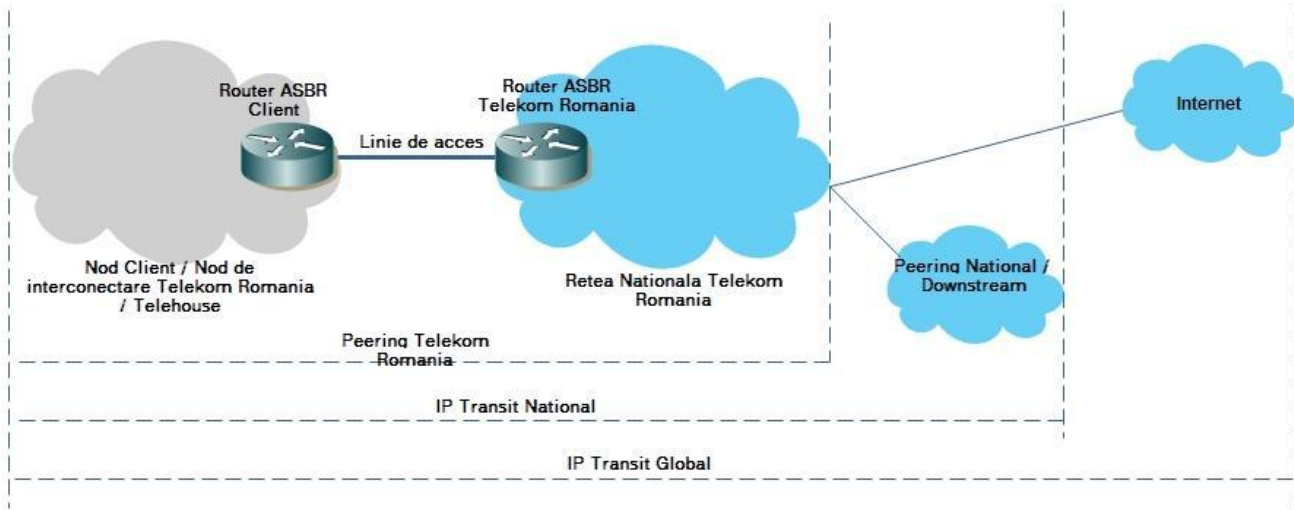 Router ASBR
Client
Router ASBR
Telekom Romania
Internet
Linie de acces
Nod Client / Nod de
interconectare Telekom Romania
/ Telehouse
Retea Nationala Telekom
Romania
Peering National /
Downstream
Peering Telekom
Romania
IP Transit National
IP Transit Global